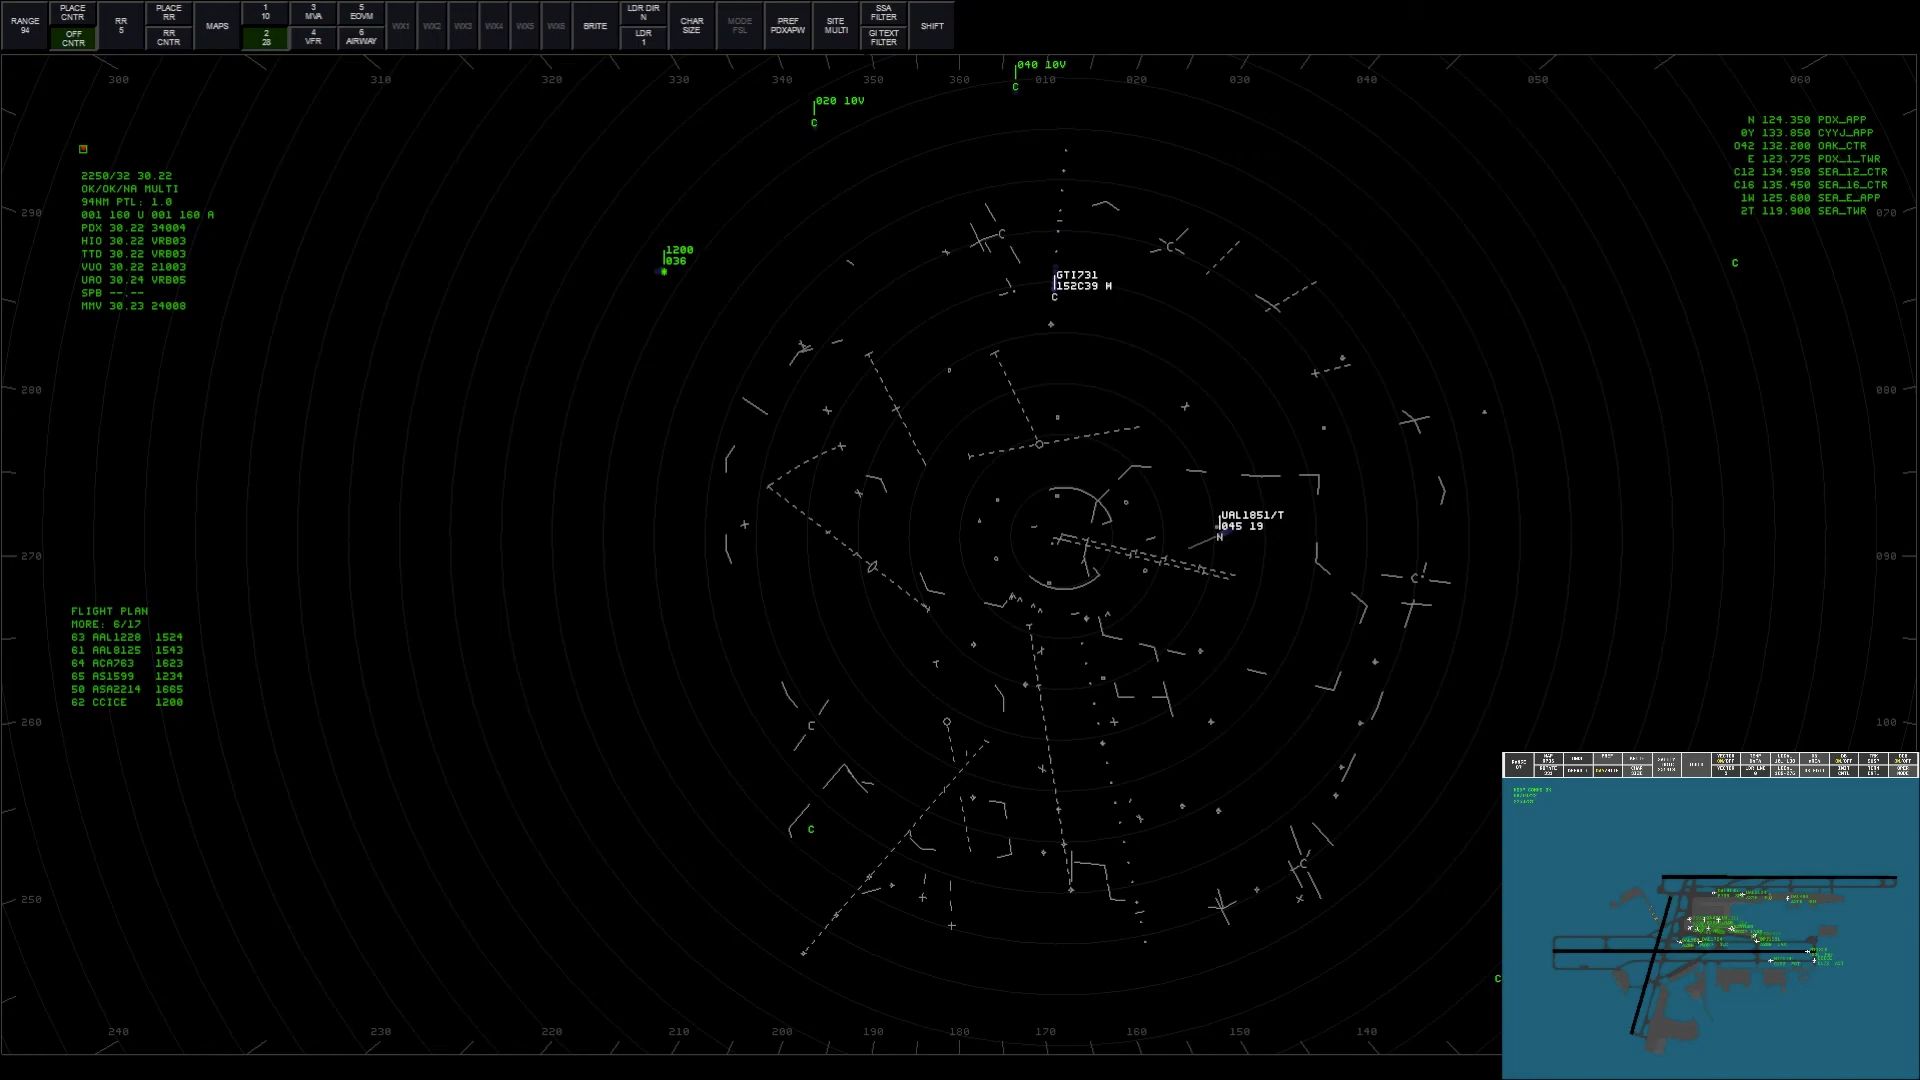 RANGE
94
PLACE
CNTR
OFF
CNTR
RR
5
PLACE
RR
RR
CNTR
MAPS
1
10
2
28
3
MVA
4
VFR
5
EOVM
6
AIRWAY
WX1
WX2
WX3
WX4
WX5
WX6
BRITE
LDR DIR
N
LDR
1
CHAR
SIZE
MODE
FSL
PREF
PDXAPW
SITE
MULTI
SSA
FILTER
GI TEXT
FILTER
SHIFT
300
310
320
330
340
350
360
010
020
030
040
050
060
040 10V
C
020 10V
C
N 124.350 PDX_APP
0Y 133.850 CYYJ_APP
O42 132.200 OAK_CTR
E 123.775 PDX_1_TWR
C12 134.950 SEA_12_CTR
C16 135.450 SEA_16_CTR
1W 125.600 SEA_E_APP
2T 119.900 SEA_TWR
2250/32 30.22
OK/OK/NA MULTI
94NM PTL: 1.0
001 160 U 001 160 A
PDX 30.22 34004
HIO 30.22 VRB03
TTD 30.22 VRB03
VUO 30.22 21003
UAO 30.24 VRB05
SPB --.--
MMV 30.23 24008
290
070
C
C
1200
036
GTI731
152C39 M
C
C
280
080
UAL1851/T
045 19
N
270
090
C
FLIGHT PLAN
MORE: 6/17
63 AAL1228 1524
61 AAL8125 1543
64 ACA763 1623
65 AS1599 1234
50 ASA2214 1665
62 CCICE 1200
260
100
C
C
C
250
C
240
230
220
210
200
190
180
170
160
150
140